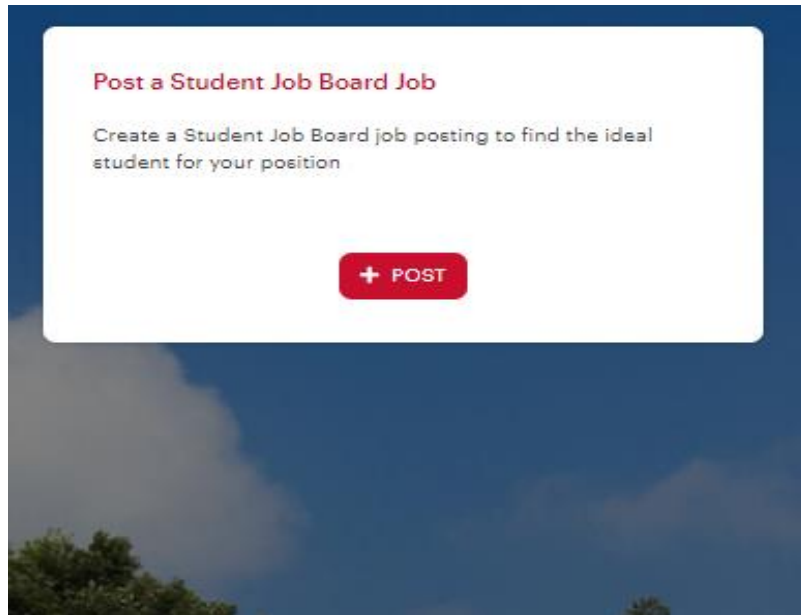 Post a Student Job Board Job
Create a Student Job Board job posting to find the ideal
student for your position
+ POST